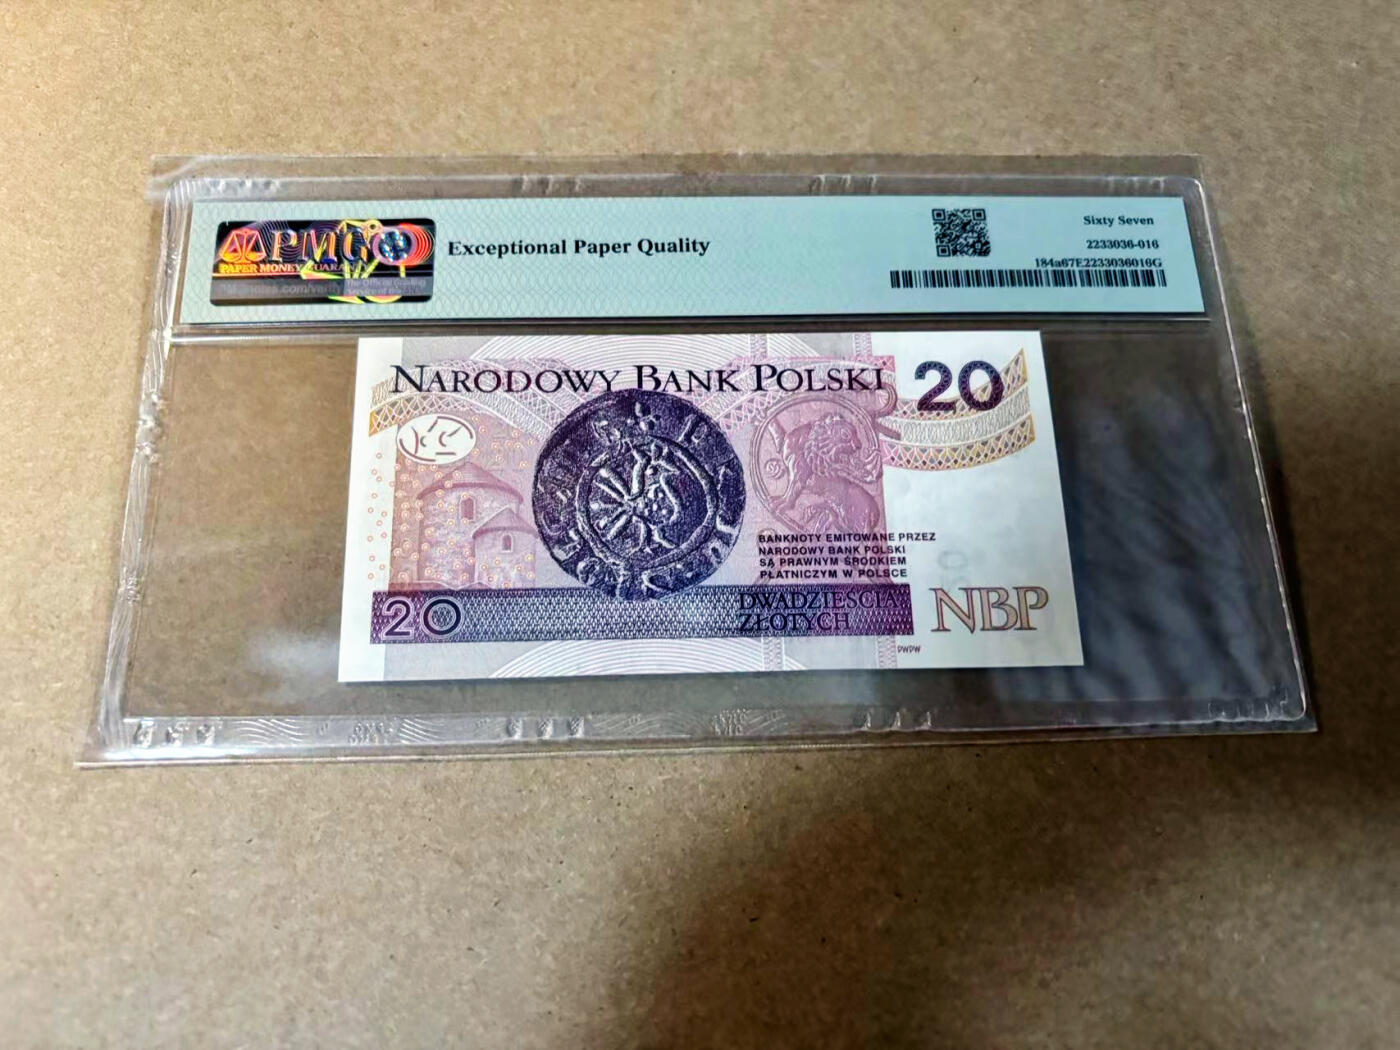 PMG
PAPER MONEY GUARANTY
Exceptional Paper Quality
Sixty Seven
2233036-016
184a67E2233036016G
NARODOWY BANK POLSKI
20
BANKNOTY EMITOWANE PRZEZ
NARODOWY BANK POLSKI
SĄ PRAWNYM ŚRODKIEM
PŁATNICZYM W POLSCE
20
DWADZIEŚCIA
ZŁOTYCH
NBP
DWDW